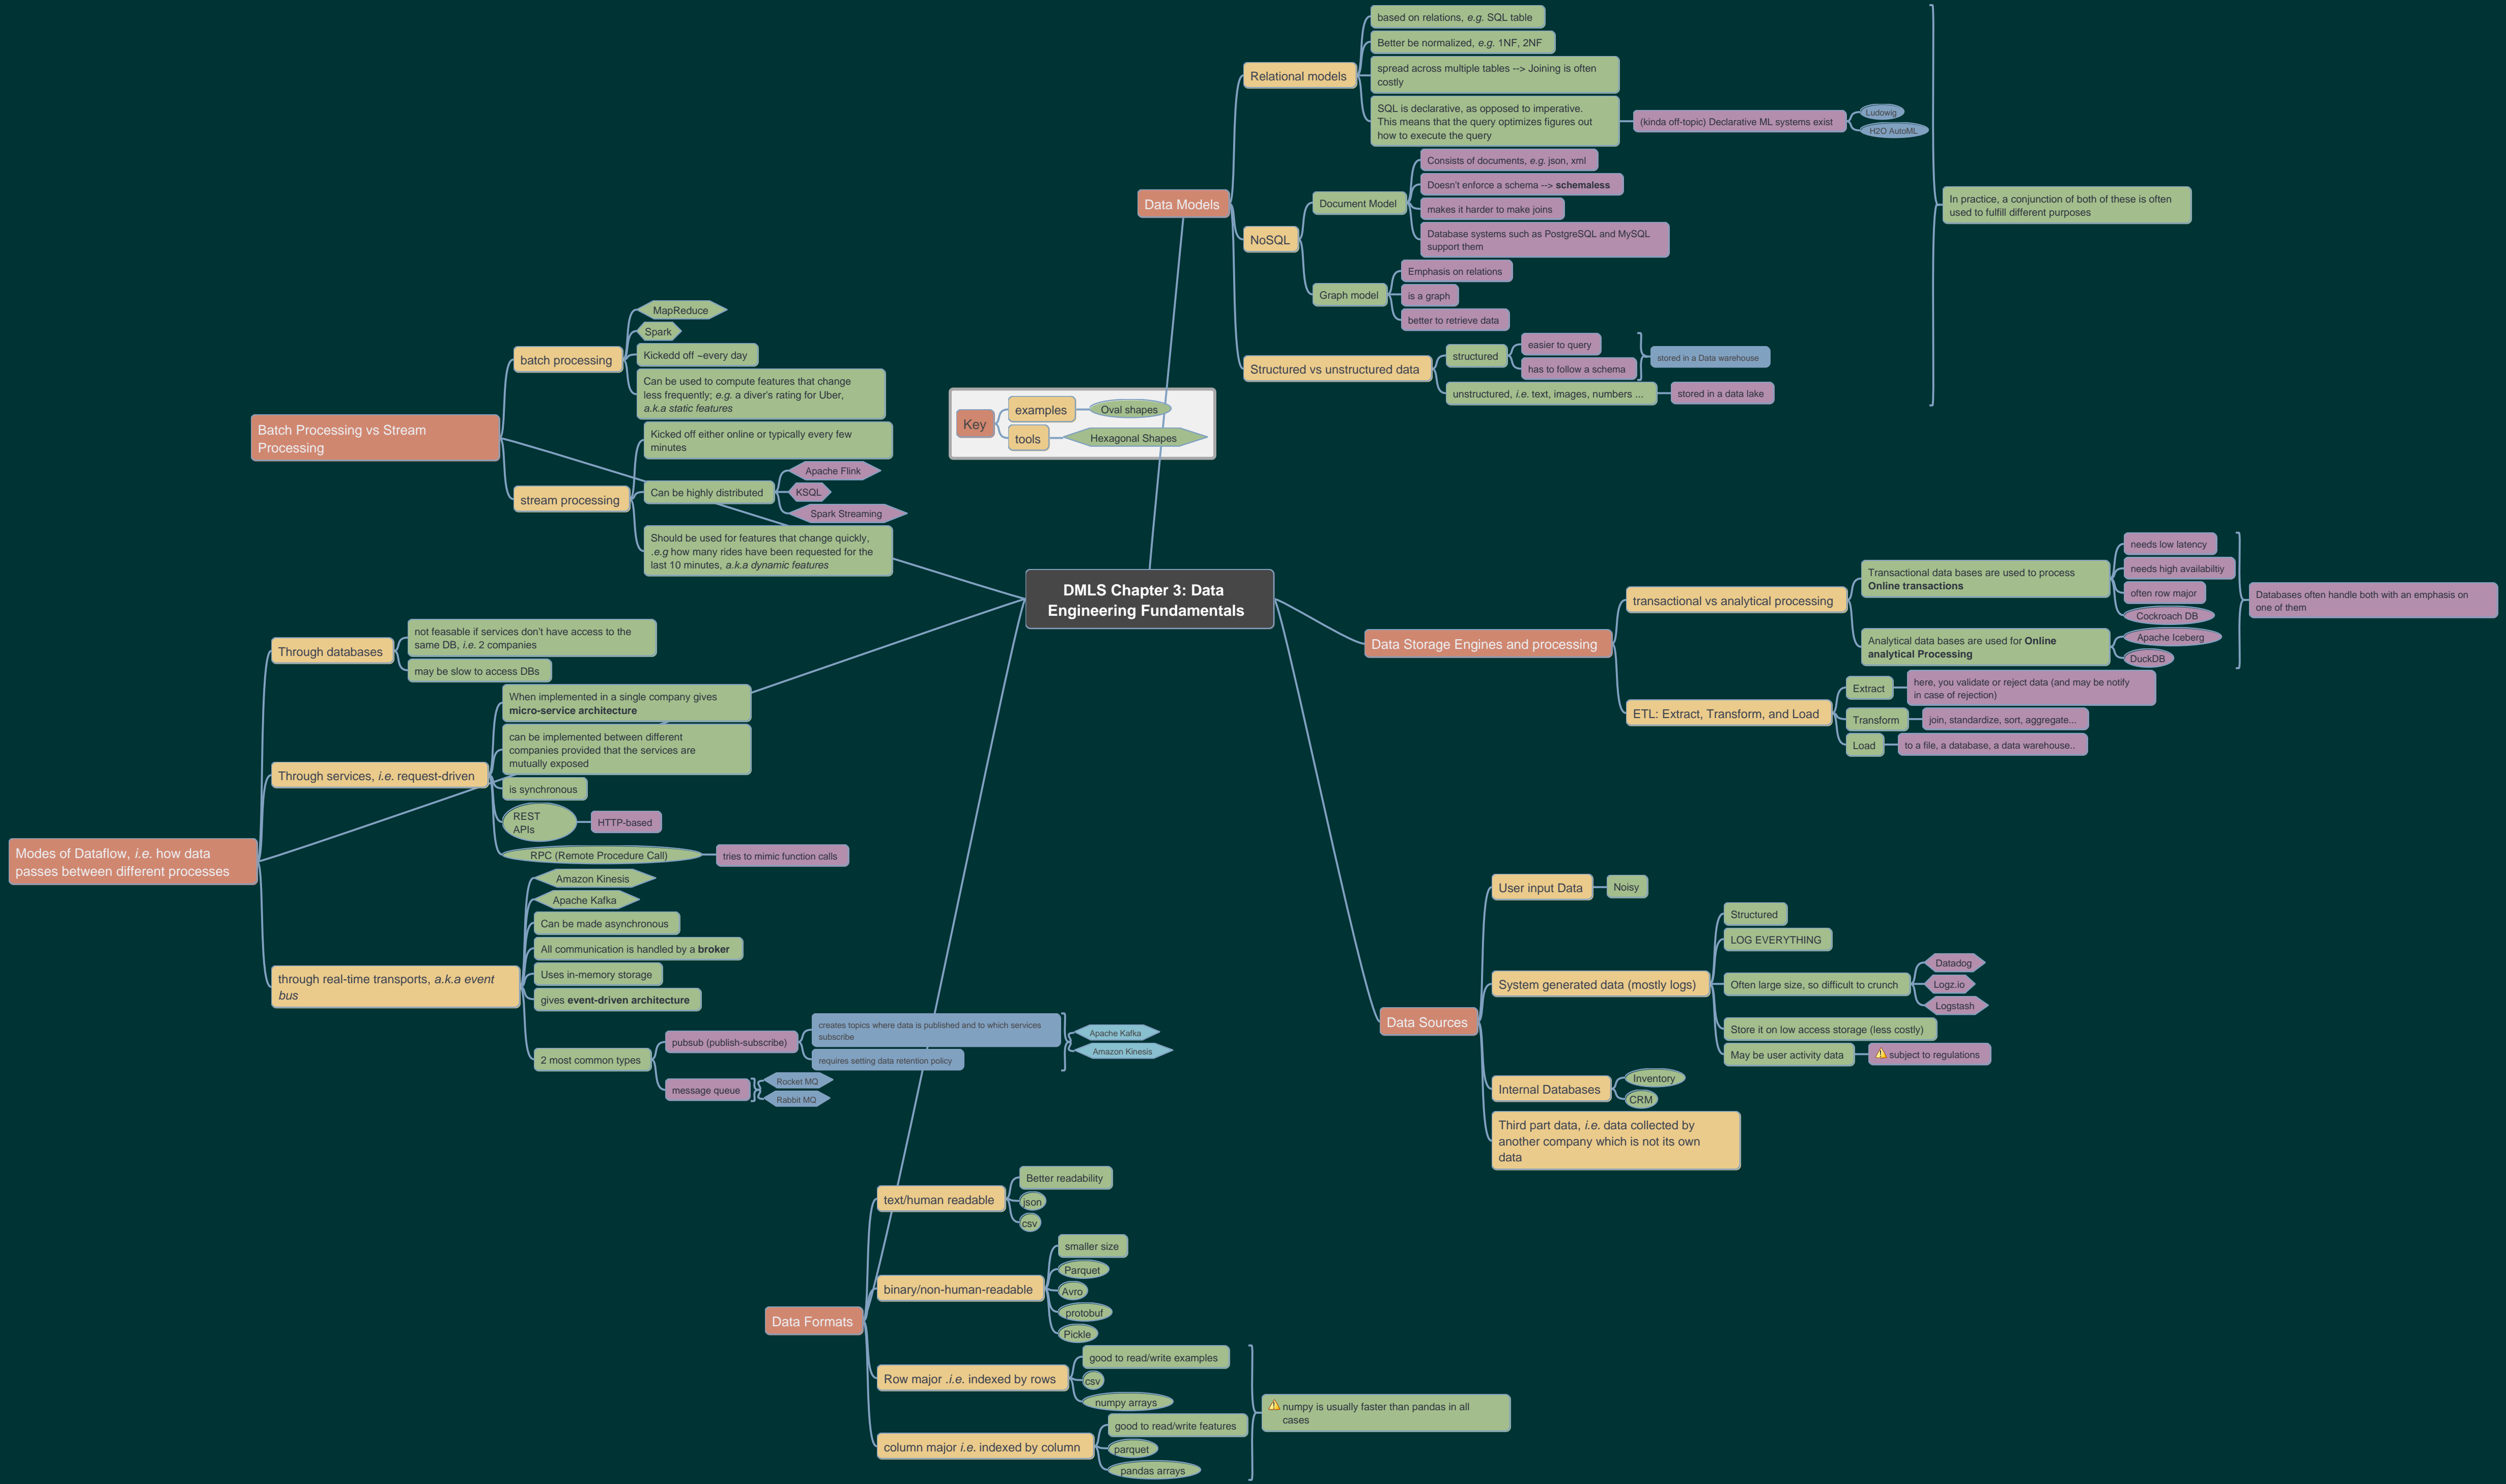 DMLS Chapter 3: Data
Engineering Fundamentals
Key
examples
Oval shapes
tools
Hexagonal Shapes
Data Models
Relational models
based on relations, e.g. SQL table
Better be normalized, e.g. 1NF, 2NF
spread across multiple tables --> Joining is often
costly
SQL is declarative, as opposed to imperative.
This means that the query optimizes figures out
how to execute the query
(kinda off-topic) Declarative ML systems exist
Ludowig
H2O AutoML
NoSQL
Document Model
Consists of documents, e.g. json, xml
Doesn't enforce a schema --> schemaless
makes it harder to make joins
Database systems such as PostgreSQL and MySQL
support them
Graph model
Emphasis on relations
is a graph
better to retrieve data
Structured vs unstructured data
structured
easier to query
has to follow a schema
stored in a Data warehouse
unstructured, i.e. text, images, numbers ...
stored in a data lake
In practice, a conjunction of both of these is often
used to fulfill different purposes
Data Storage Engines and processing
transactional vs analytical processing
Transactional data bases are used to process
Online transactions
needs low latency
needs high availabiltiy
often row major
Cockroach DB
Analytical data bases are used for Online
analytical Processing
Apache Iceberg
DuckDB
Databases often handle both with an emphasis on
one of them
ETL: Extract, Transform, and Load
Extract
here, you validate or reject data (and may be notify
in case of rejection)
Transform
join, standardize, sort, aggregate...
Load
to a file, a database, a data warehouse..
Data Sources
User input Data
Noisy
System generated data (mostly logs)
Structured
LOG EVERYTHING
Often large size, so difficult to crunch
Datadog
Logz.io
Logstash
Store it on low access storage (less costly)
May be user activity data
subject to regulations
Internal Databases
Inventory
CRM
Third part data, i.e. data collected by
another company which is not its own
data
Batch Processing vs Stream
Processing
batch processing
MapReduce
Spark
Kickedd off ~every day
Can be used to compute features that change
less frequently; e.g. a diver's rating for Uber,
a.k.a static features
stream processing
Kicked off either online or typically every few
minutes
Can be highly distributed
Apache Flink
KSQL
Spark Streaming
Should be used for features that change quickly,
.e.g how many rides have been requested for the
last 10 minutes, a.k.a dynamic features
Modes of Dataflow, i.e. how data
passes between different processes
Through databases
not feasable if services don't have access to the
same DB, i.e. 2 companies
may be slow to access DBs
Through services, i.e. request-driven
When implemented in a single company gives
micro-service architecture
can be implemented between different
companies provided that the services are
mutually exposed
is synchronous
REST
APIs
HTTP-based
RPC (Remote Procedure Call)
tries to mimic function calls
through real-time transports, a.k.a event
bus
Amazon Kinesis
Apache Kafka
Can be made asynchronous
All communication is handled by a broker
Uses in-memory storage
gives event-driven architecture
2 most common types
pubsub (publish-subscribe)
creates topics where data is published and to which services
subscribe
requires setting data retention policy
Apache Kafka
Amazon Kinesis
message queue
Rocket MQ
Rabbit MQ
Data Formats
text/human readable
Better readability
json
csv
binary/non-human-readable
smaller size
Parquet
Avro
protobuf
Pickle
Row major .i.e. indexed by rows
good to read/write examples
csv
numpy arrays
column major i.e. indexed by column
good to read/write features
parquet
pandas arrays
numpy is usually faster than pandas in all
cases